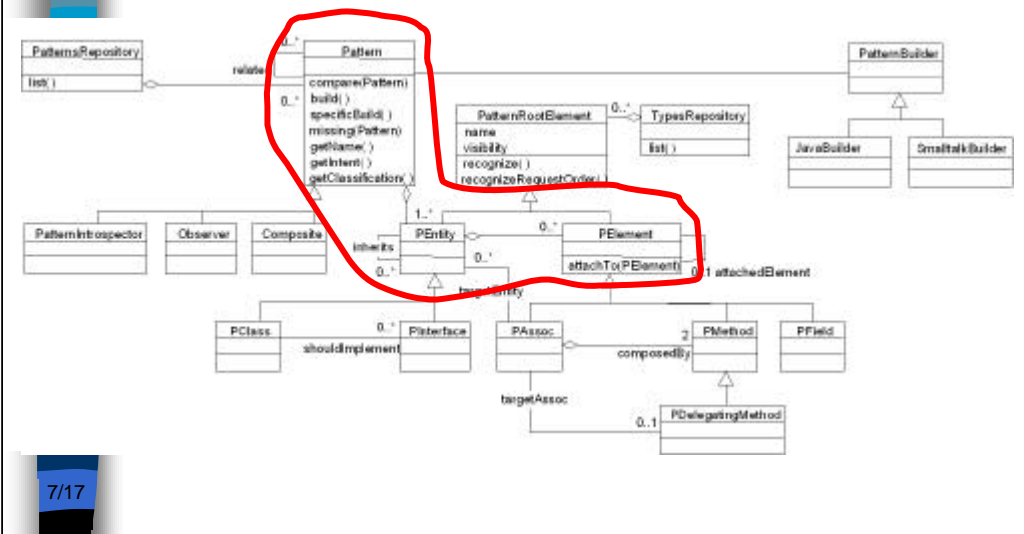 PatternsRepository
list( )
0..*
related
0..*
Pattern
compare(Pattern)
build( )
specificBuild( )
missing(Pattern)
getName( )
getIntent( )
getClassification( )
PatternBuilder
JavaBuilder
SmalltalkBuilder
PatternRootElement
name
visibility
recognize( )
recognizeRequestOrder( )
0..*
TypesRepository
list( )
PatternIntrospector
Observer
Composite
1..*
PEntity
inherits
0..*
0..*
0..*
PElement
attachTo(PElement)
0..1 attachedElement
targetEntity
PClass
0..*
shouldImplement
PInterface
PAssoc
2
composedBy
PMethod
PField
targetAssoc
0..1
PDelegatingMethod
7/17